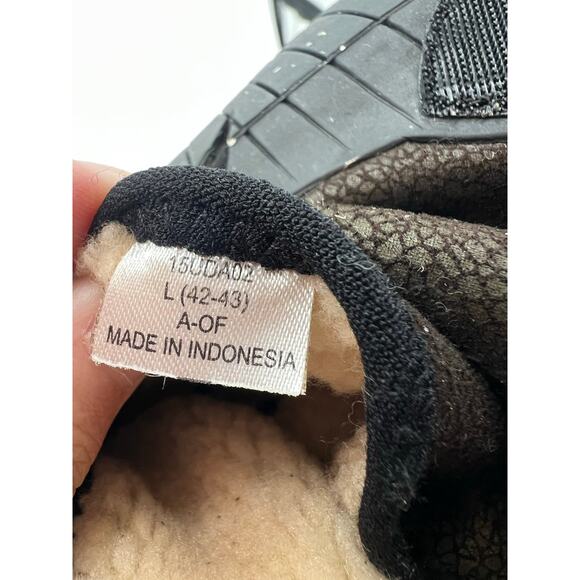 15UDA02
L (42-43)
A-OF
MADE IN INDONESIA